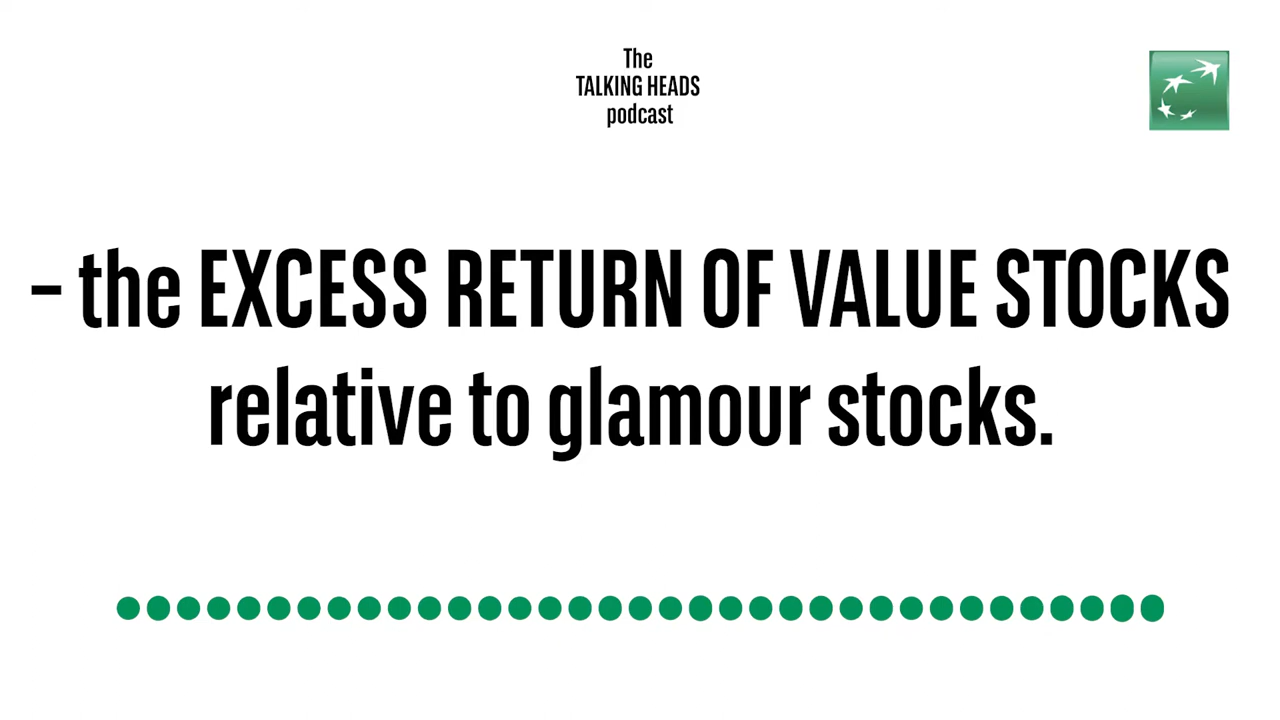 The
TALKING HEADS
podcast
– the EXCESS RETURN OF VALUE STOCKS
relative to glamour stocks.